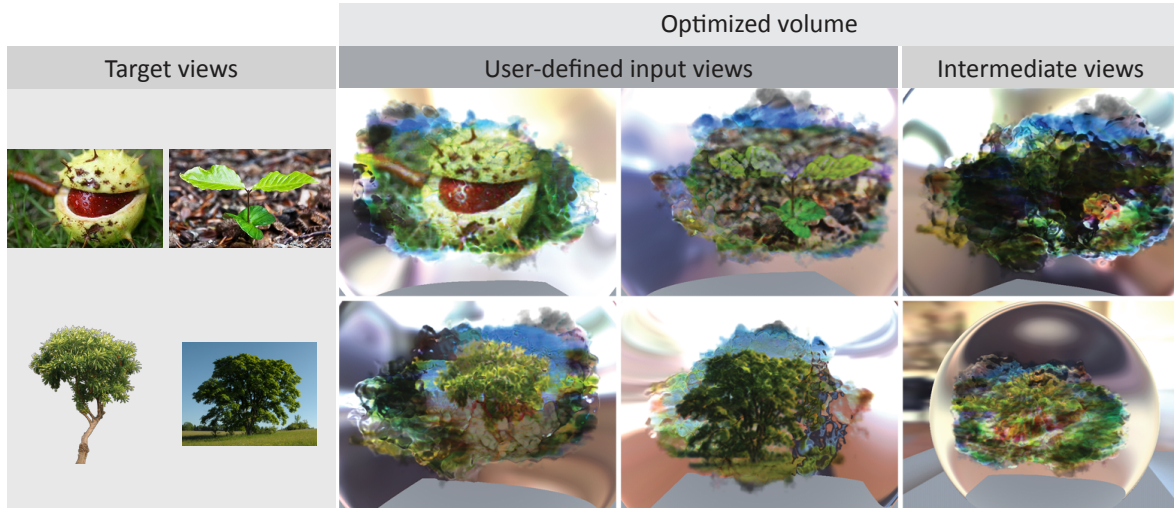 Optimized volume
Target views
User-defined input views
Intermediate views